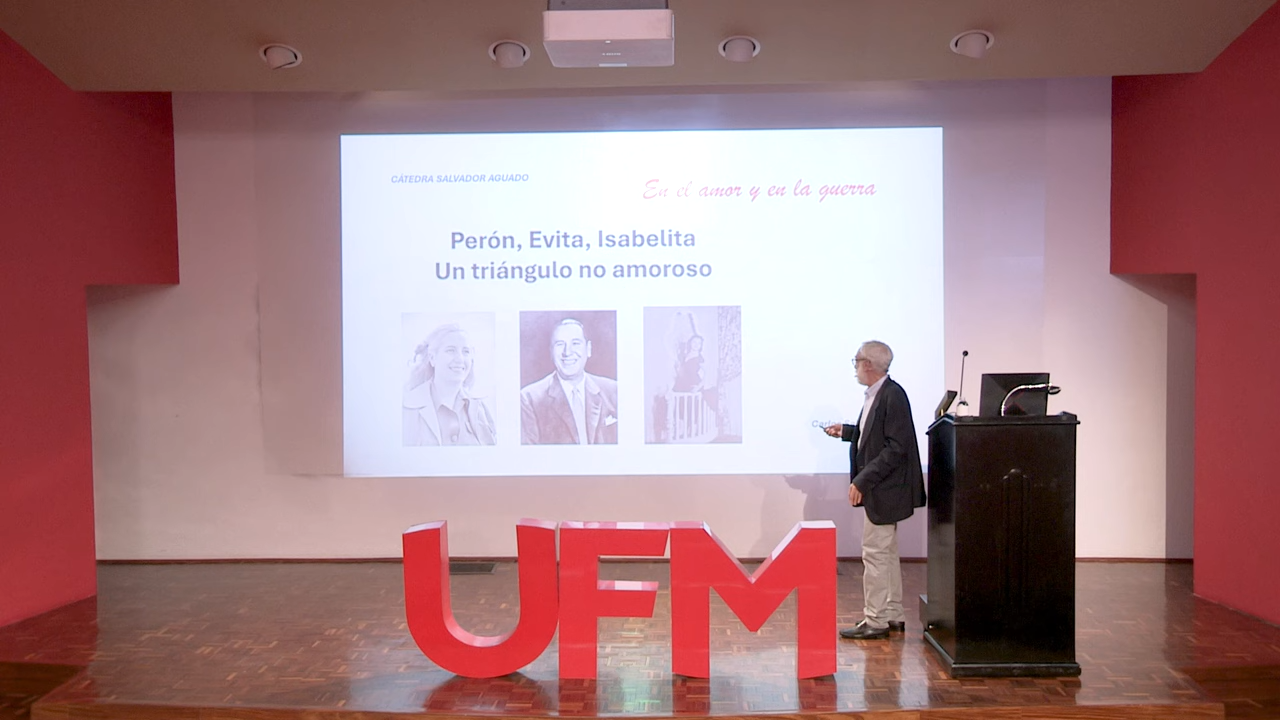 CÁTEDRA SALVADOR AGUADO
En el amor y en la guerra
Perón, Evita, Isabelita
Un triángulo no amoroso
UFM